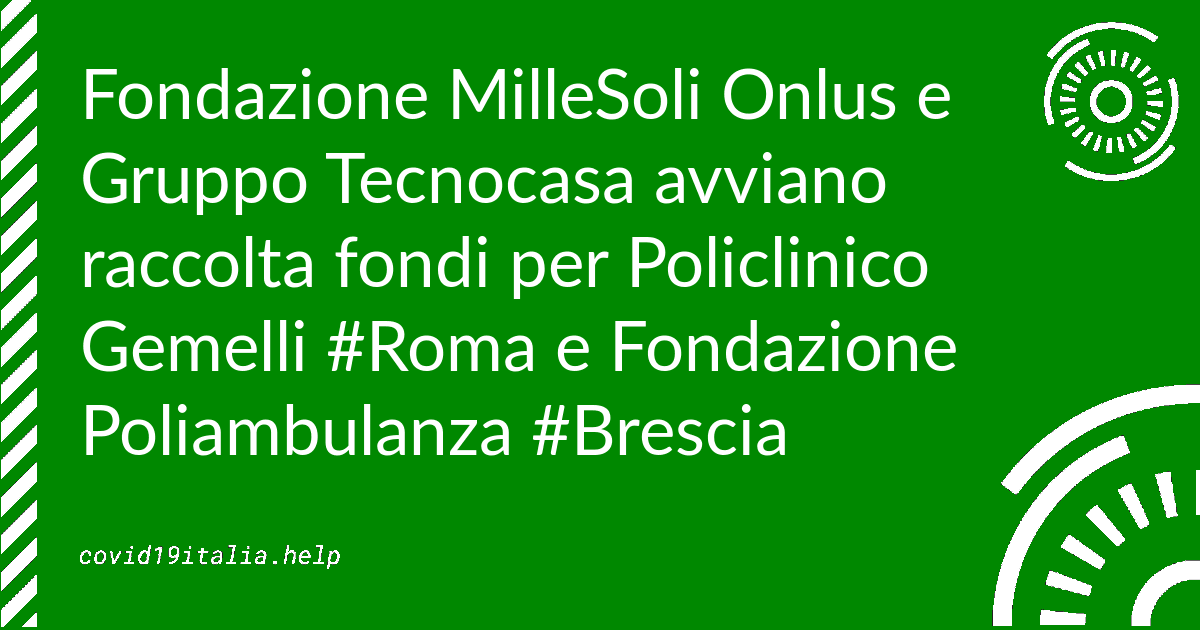 Fondazione MilleSoli Onlus e
Gruppo Tecnocasa avviano
raccolta fondi per Policlinico
Gemelli #Roma e Fondazione
Poliambulanza #Brescia
covid19italia.help